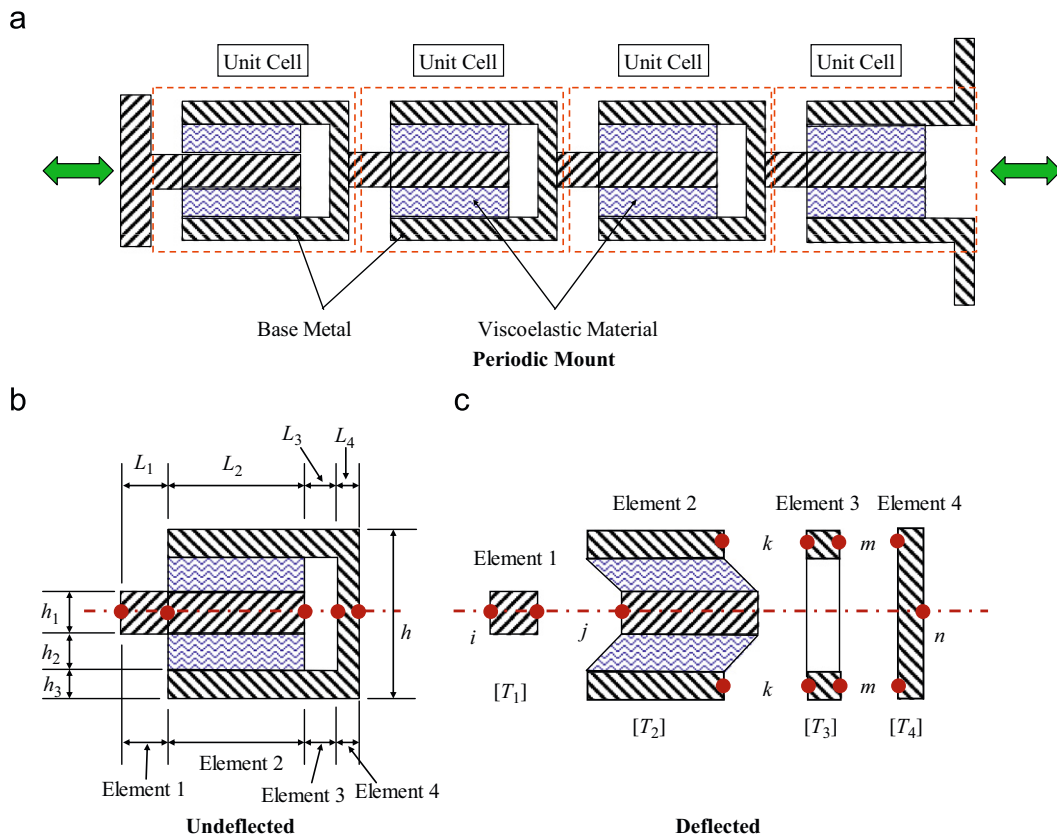 a
Unit Cell Unit Cell Unit Cell Unit Cell
Base Metal Viscoelastic Material
Periodic Mount
b
L1 L2 L3 L4
h1
h2
h3
h
Element 1 Element 2 Element 3 Element 4
Undeflected
c
Element 1 Element 2 Element 3 Element 4
i j k m n
k m
[T1] [T2] [T3] [T4]
Deflected